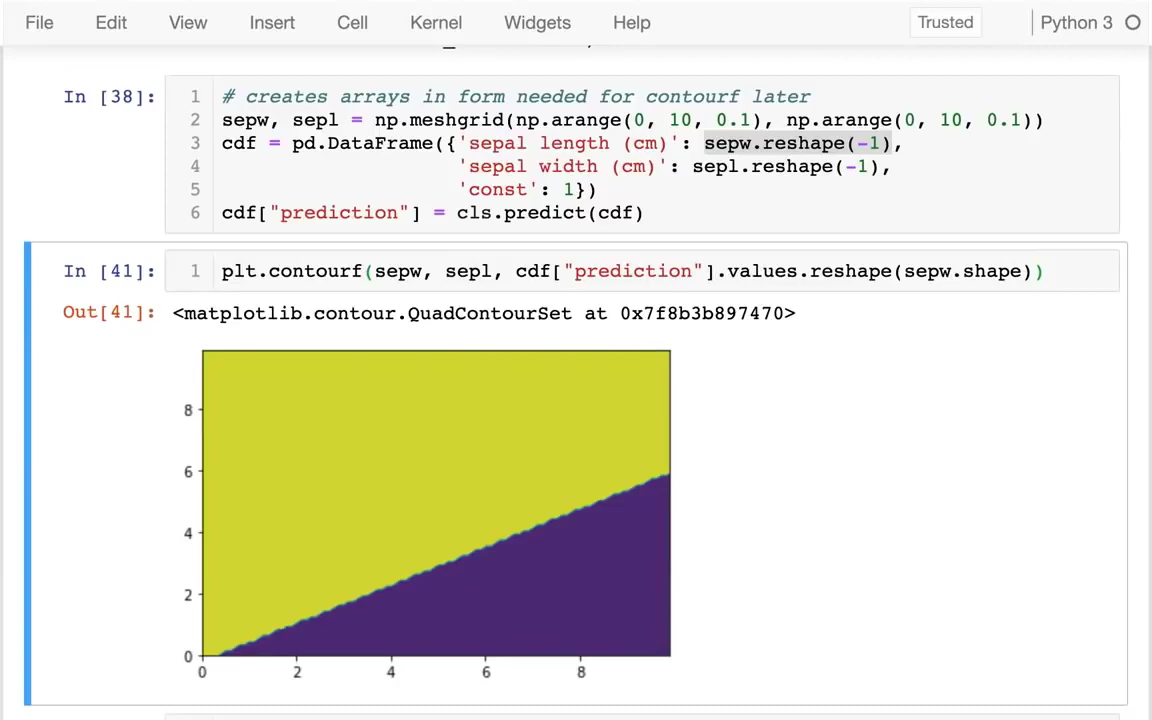 File Edit View Insert Cell Kernel Widgets Help Trusted Python 3
In [38]: 1 # creates arrays in form needed for contourf later
2 sepw, sepl = np.meshgrid(np.arange(0, 10, 0.1), np.arange(0, 10, 0.1))
3 cdf = pd.DataFrame({'sepal length (cm)': sepw.reshape(-1),
4 'sepal width (cm)': sepl.reshape(-1),
5 'const': 1})
6 cdf["prediction"] = cls.predict(cdf)
In [41]: 1 plt.contourf(sepw, sepl, cdf["prediction"].values.reshape(sepw.shape))
Out[41]: <matplotlib.contour.QuadContourSet at 0x7f8b3b897470>
8
6
4
2
0
0 2 4 6 8